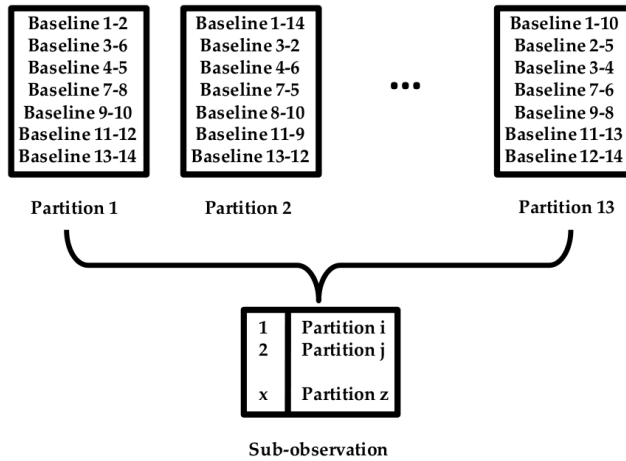 Baseline 1-2
Baseline 3-6
Baseline 4-5
Baseline 7-8
Baseline 9-10
Baseline 11-12
Baseline 13-14
Partition 1
Baseline 1-14
Baseline 3-2
Baseline 4-6
Baseline 7-5
Baseline 8-10
Baseline 11-9
Baseline 13-12
Partition 2
...
Baseline 1-10
Baseline 2-5
Baseline 3-4
Baseline 7-6
Baseline 9-8
Baseline 11-13
Baseline 12-14
Partition 13
1 Partition i
2 Partition j
x Partition z
Sub-observation